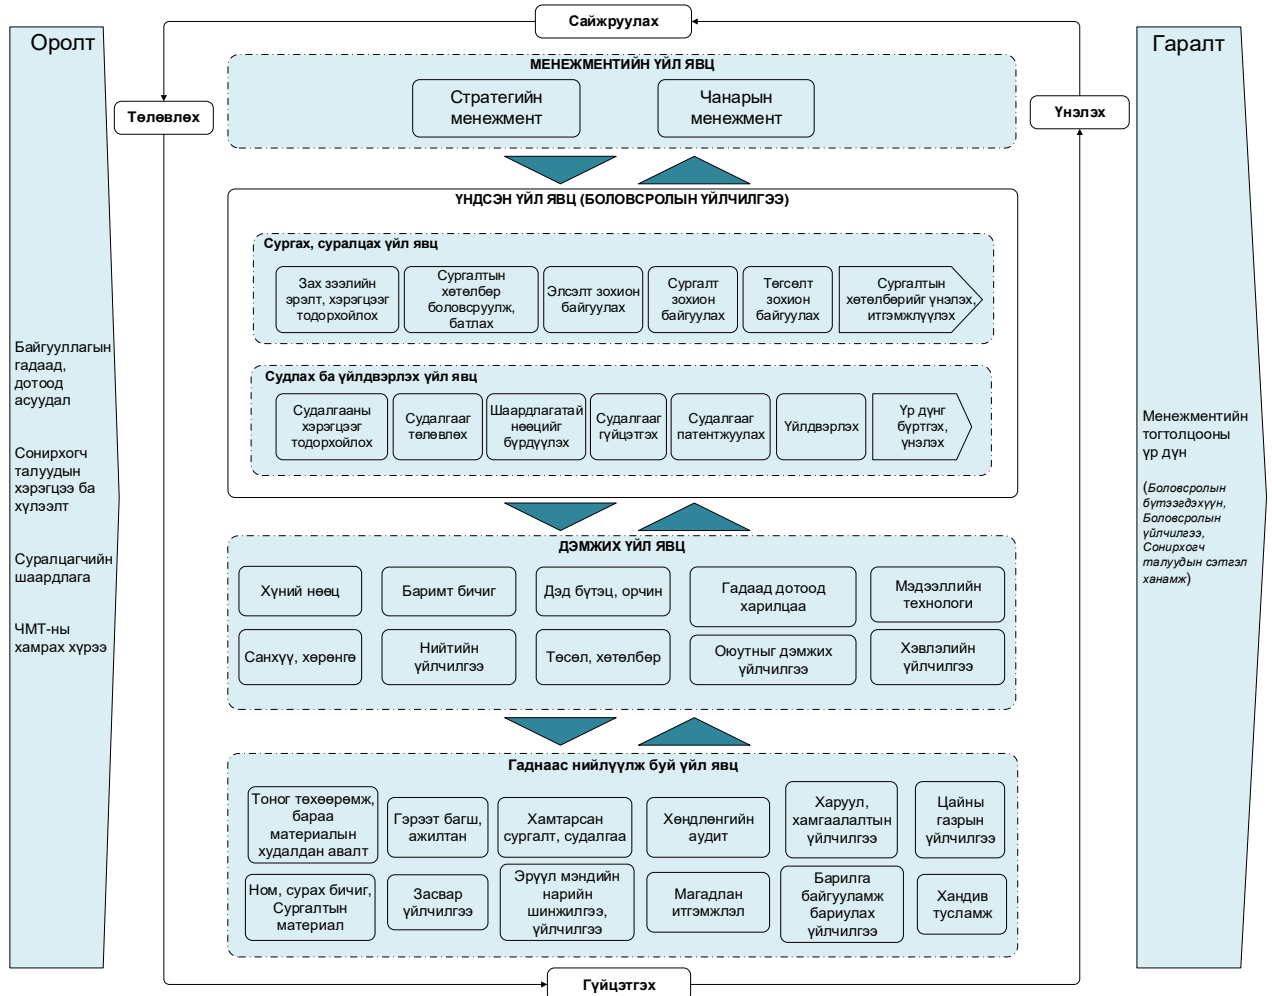 Сайжруулах
Оролт
Гаралт
Төлөвлөх
Үнэлэх
МЕНЕЖМЕНТИЙН ҮЙЛ ЯВЦ
Стратегийн
менежмент
Чанарын
менежмент
ҮНДСЭН ҮЙЛ ЯВЦ (БОЛОВСРОЛЫН ҮЙЛЧИЛГЭЭ)
Сургах, суралцах үйл явц
Зах зээлийн
эрэлт, хэрэгцээг
тодорхойлох
Сургалтын
хөтөлбөр
боловсруулж,
батлах
Элсэлт зохион
байгуулах
Сургалт
зохион
байгуулах
Төгсөлт
зохион
байгуулах
Сургалтын
хөтөлбөрийг үнэлэх,
итгэмжлүүлэх
Судлах ба үйлдвэрлэх үйл явц
Судалгааны
хэрэгцээг
тодорхойлох
Судалгааг
төлөвлөх
Шаардлагатай
нөөцийг
бүрдүүлэх
Судалгааг
гүйцэтгэх
Судалгааг
патентжуулах
Үйлдвэрлэх
Үр дүнг
бүртгэх,
үнэлэх
Байгууллагын
гадаад,
дотоод
асуудал
Сонирхогч
талуудын
хэрэгцээ ба
хүлээлт
Суралцагчийн
шаардлага
ЧМТ-ны
хамрах хүрээ
Менежментийн
тогтолцооны
үр дүн
(Боловсролын
бүтээгдэхүүн,
Боловсролын
үйлчилгээ,
Сонирхогч
талуудын сэтгэл
ханамж)
ДЭМЖИХ ҮЙЛ ЯВЦ
Хүний нөөц
Баримт бичиг
Дэд бүтэц, орчин
Гадаад дотоод
харилцаа
Мэдээллийн
технологи
Санхүү, хөрөнгө
Нийтийн
үйлчилгээ
Төсөл, хөтөлбөр
Оюутныг дэмжих
үйлчилгээ
Хэвлэлийн
үйлчилгээ
Гаднаас нийлүүлж буй үйл явц
Тоног төхөөрөмж,
бараа
материалын
худалдан авалт
Гэрээт багш,
ажилтан
Хамтарсан
сургалт, судалгаа
Хөндлөнгийн
аудит
Харуул,
хамгаалалтын
үйлчилгээ
Цайны
газрын
үйлчилгээ
Ном, сурах бичиг,
Сургалтын
материал
Засвар
үйлчилгээ
Эрүүл мэндийн
нарийн
шинжилгээ,
үйлчилгээ
Магадлан
итгэмжлэл
Барилга
байгууламж
бариулах
үйлчилгээ
Хандив
тусламж
Гүйцэтгэх